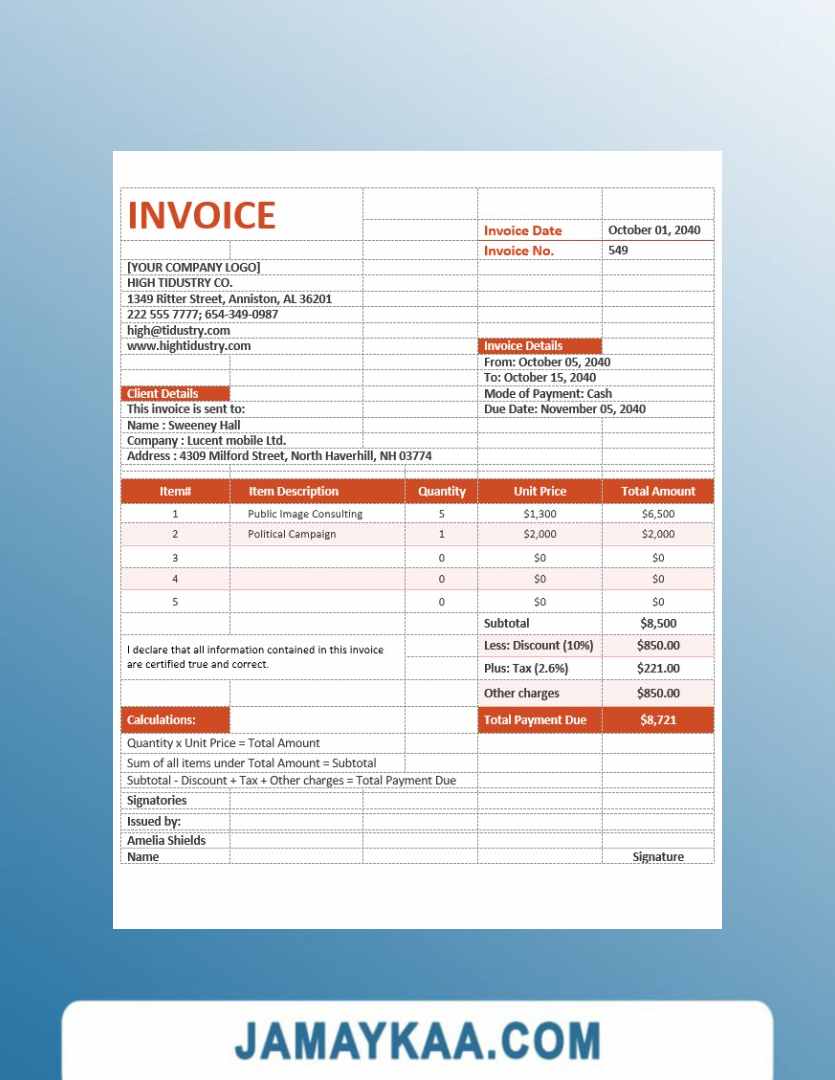 INVOICE
Invoice Date October 01, 2040
Invoice No. 549
[YOUR COMPANY LOGO]
HIGH TIDUSTRY CO.
1349 Ritter Street, Anniston, AL 36201
222 555 7777; 654-349-0987
high@tidustry.com
www.hightidustry.com
Invoice Details
From: October 05, 2040
To: October 15, 2040
Mode of Payment: Cash
Due Date: November 05, 2040
Client Details
This invoice is sent to:
Name : Sweeney Hall
Company : Lucent mobile Ltd.
Address : 4309 Milford Street, North Haverhill, NH 03774
Item# Item Description Quantity Unit Price Total Amount
1 Public Image Consulting 5 $1,300 $6,500
2 Political Campaign 1 $2,000 $2,000
3 0 $0 $0
4 0 $0 $0
5 0 $0 $0
Subtotal $8,500
Less: Discount (10%) $850.00
Plus: Tax (2.6%) $221.00
Other charges $850.00
Total Payment Due $8,721
I declare that all information contained in this invoice
are certified true and correct.
Calculations:
Quantity x Unit Price = Total Amount
Sum of all items under Total Amount = Subtotal
Subtotal - Discount + Tax + Other charges = Total Payment Due
Signatories
Issued by:
Amelia Shields
Name Signature
JAMAYKAA.COM